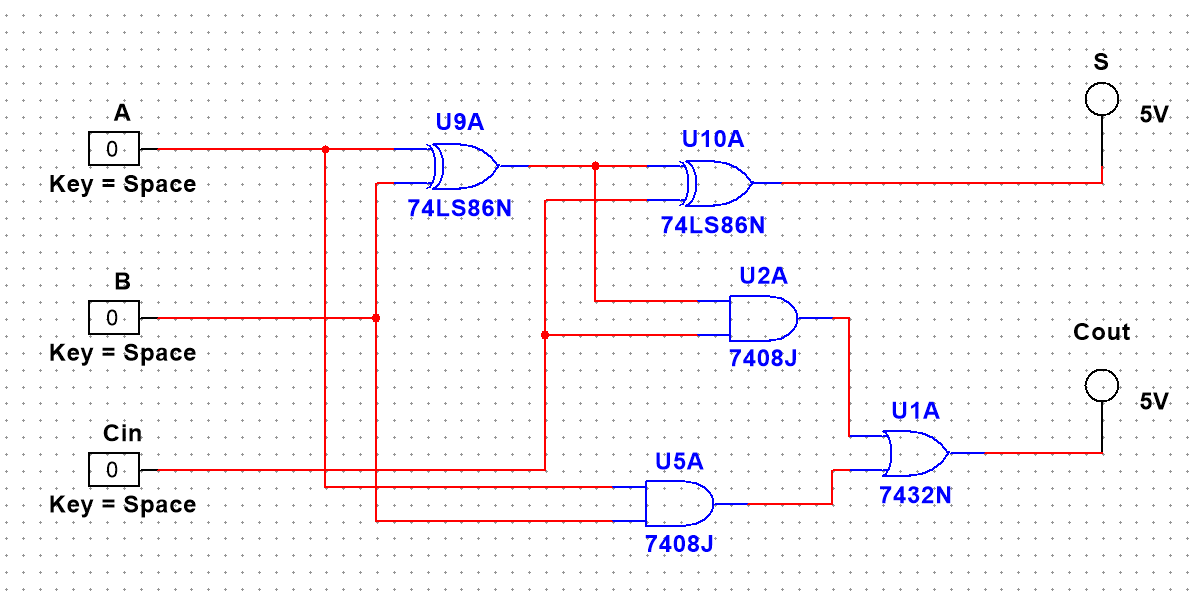 S
5V
A
0
Key = Space
U9A
74LS86N
U10A
74LS86N
B
0
Key = Space
U2A
7408J
Cout
5V
Cin
0
Key = Space
U5A
7408J
U1A
7432N